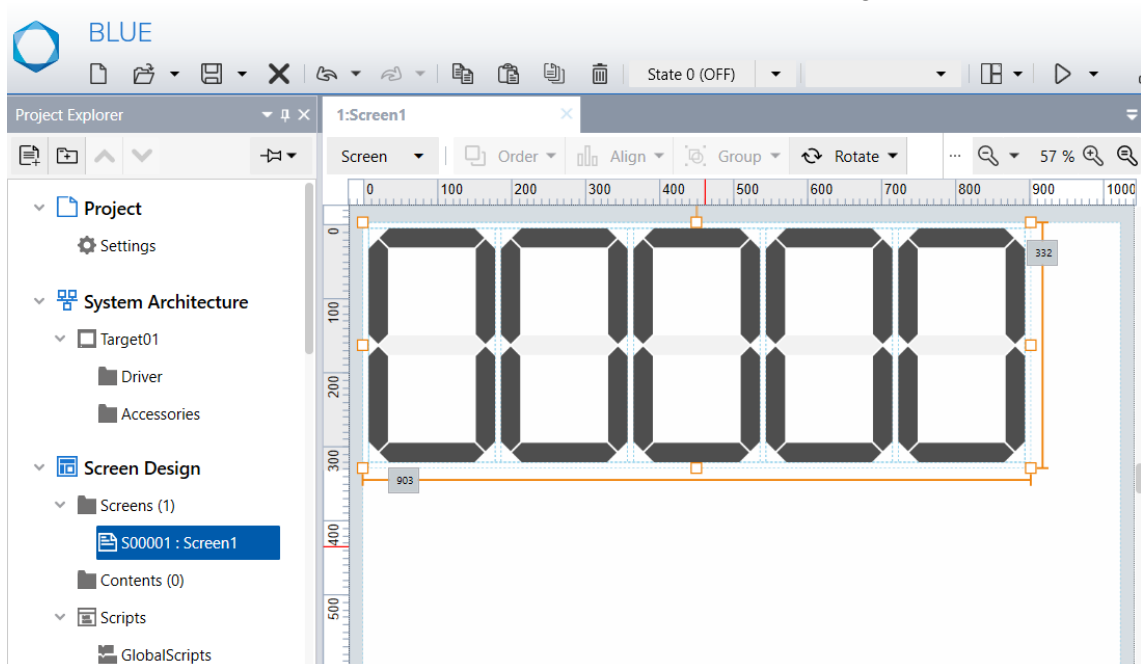 BLUE
State 0 (OFF)
Project Explorer
1:Screen1
Screen
Order
Align
Group
Rotate
...
57 %
0 100 200 300 400 500 600 700 800 900 1000
Project
Settings
System Architecture
Target01
Driver
Accessories
Screen Design
Screens (1)
S00001 : Screen1
Contents (0)
Scripts
GlobalScripts
0
100
200
300
400
500
00000
332
903